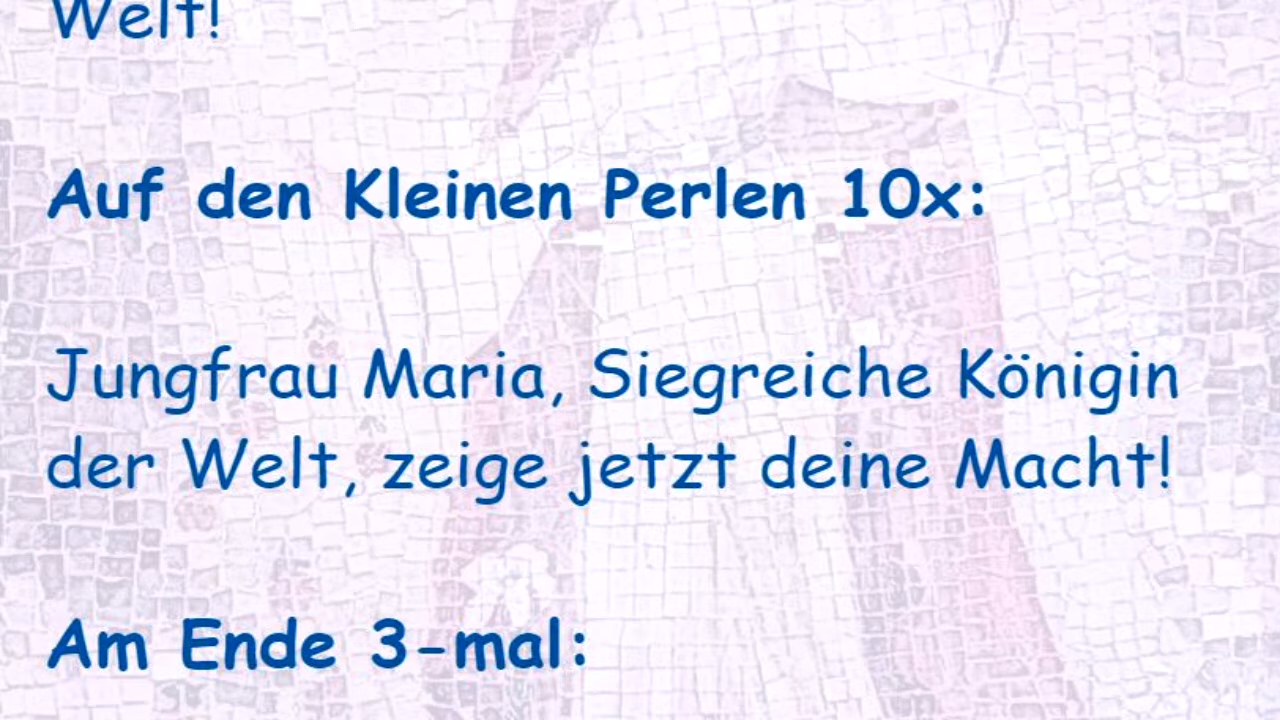 Welt!
Auf den Kleinen Perlen 10x:
Jungfrau Maria, Siegreiche Königin
der Welt, zeige jetzt deine Macht!
Am Ende 3-mal: